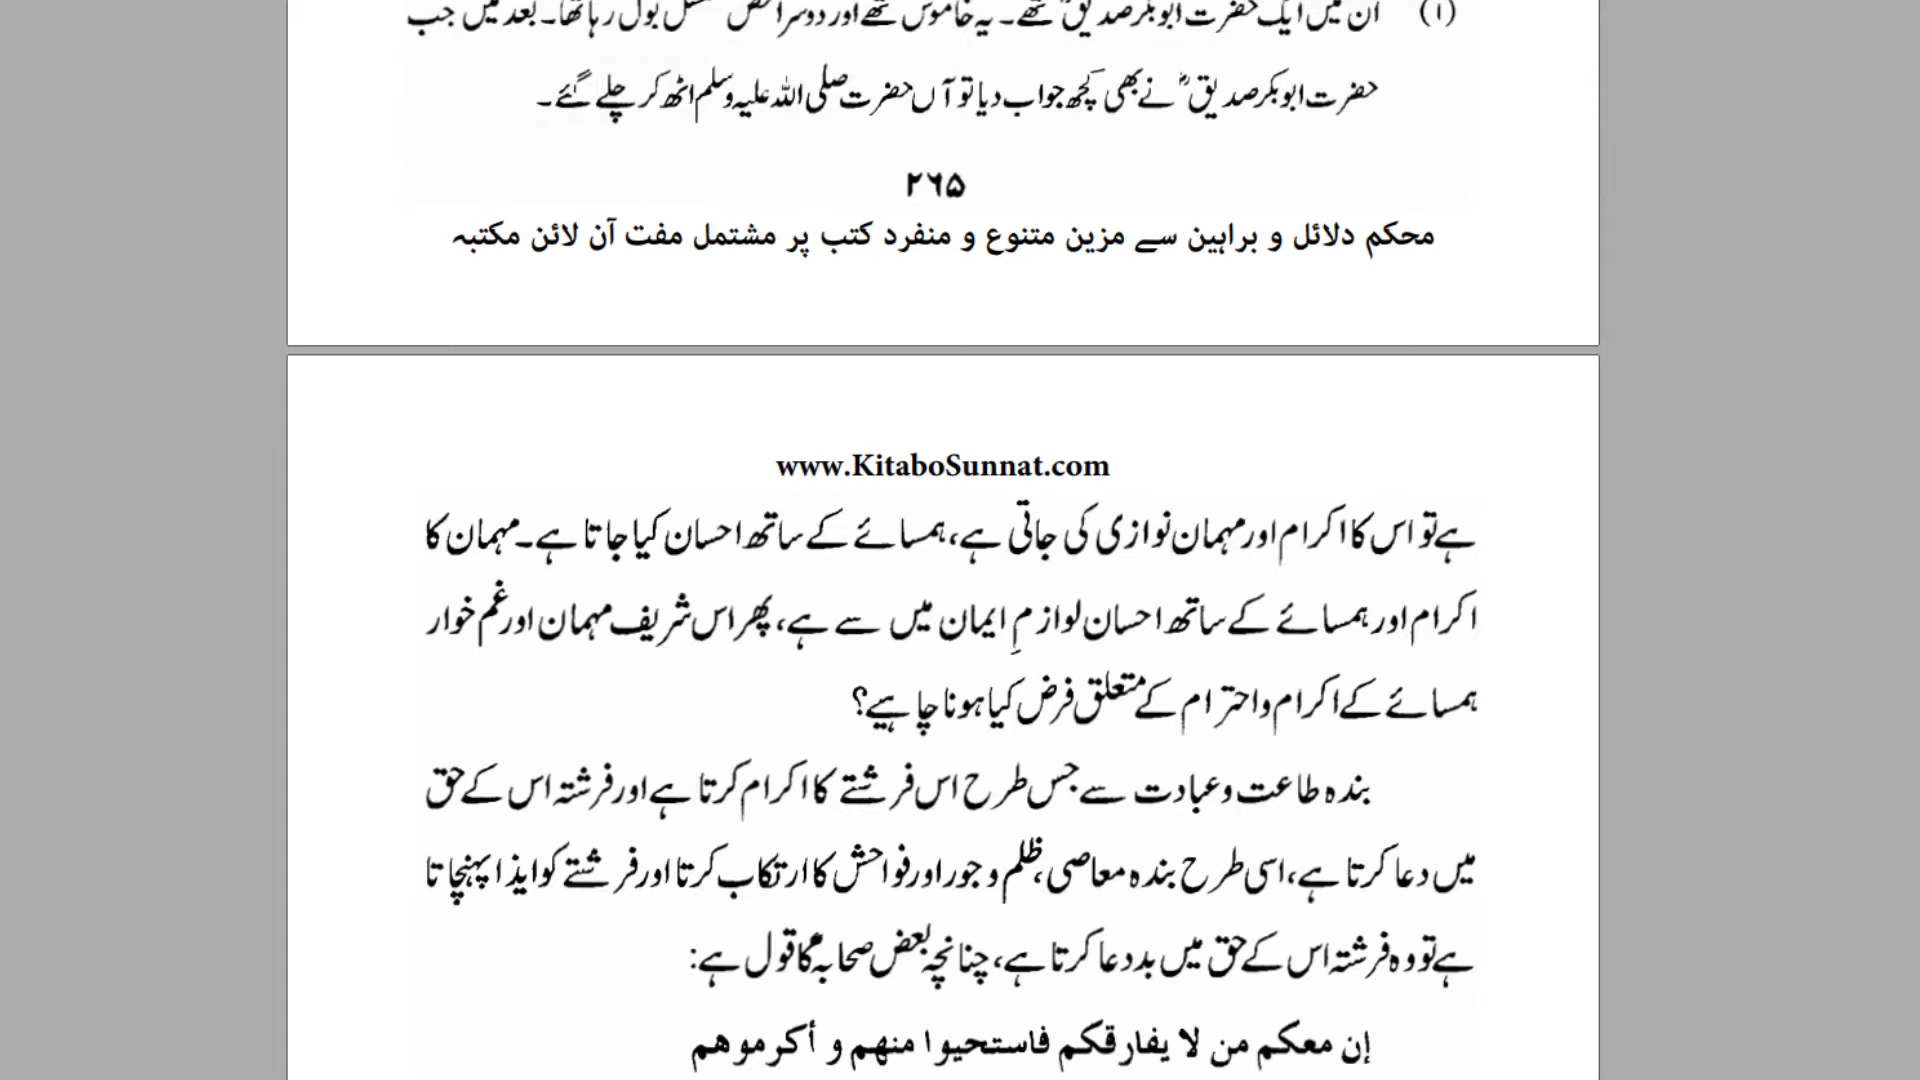 (۱) ان میں ایک حضرت ابوبکر صدیقؓ تھے۔ یہ خاموش تھے اور دوسرا شخص مسلسل بول رہا تھا۔ بعد میں جب
حضرت ابوبکر صدیقؓ نے بھی کچھ جواب دیا تو آں حضرت صلی اللہ علیہ وسلم اٹھ کر چلے گئے۔
۲۶۵
محکم دلائل و براہین سے مزین متنوع و منفرد کتب پر مشتمل مفت آن لائن مکتبہ
www.KitaboSunnat.com
ہے تو اس کا اکرام اور مہمان نوازی کی جاتی ہے، ہمسائے کے ساتھ احسان کیا جاتا ہے۔ مہمان کا
اکرام اور ہمسائے کے ساتھ احسان لوازمِ ایمان میں سے ہے، پھر اس شریف مہمان اور غم خوار
ہمسائے کے اکرام و احترام کے متعلق فرض کیا ہونا چاہیے؟
بندہ طاعت و عبادت سے جس طرح اس فرشتے کا اکرام کرتا ہے اور فرشتہ اس کے حق
میں دعا کرتا ہے، اسی طرح بندہ معاصی، ظلم و جور اور فواحش کا ارتکاب کرتا اور فرشتے کو ایذا پہنچاتا
ہے تو وہ فرشتہ اس کے حق میں بددعا کرتا ہے، چنانچہ بعض صحابہؓ کا قول ہے:
إن معكم من لا يفارقكم فاستحيوا منهم و أكرموهم